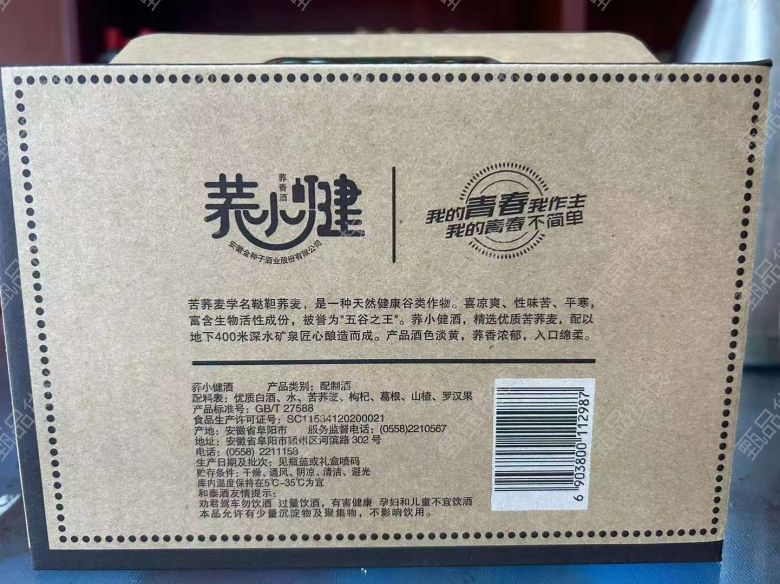 荞香酒
荞小健
安徽金种子酒业股份有限公司
我的青春我作主
我的青春不简单
苦荞麦学名鞑靼荞麦，是一种天然健康谷类作物。喜凉爽、性味苦、平寒，
富含生物活性成份，被誉为"五谷之王"。荞小健酒，精选优质苦荞麦，配以
地下400米深水矿泉匠心酿造而成。产品酒色淡黄，荞香浓郁，入口绵柔。
荞小健酒 产品类别：配制酒
配料表：优质白酒、水、苦荞麦、枸杞、葛根、山楂、罗汉果
产品标准号：GB/T 27588
食品生产许可证号：SC11534120200021
产地：安徽省阜阳市 服务监督电话：(0558)2210567
地址：安徽省阜阳市颍州区河滨路302号
电话：(0558) 2211153
生产日期及批次：见瓶盖或礼盒喷码
贮存条件：干燥、通风、阴凉、清洁、避光
库内温度保持在5℃-35℃为宜
和泰酒友情提示：
劝君驾车勿饮酒 过量饮酒，有害健康 孕妇和儿童不宜饮酒
本品允许有少量沉淀物及聚集物，不影响饮用。
6 903800 112987
甄品